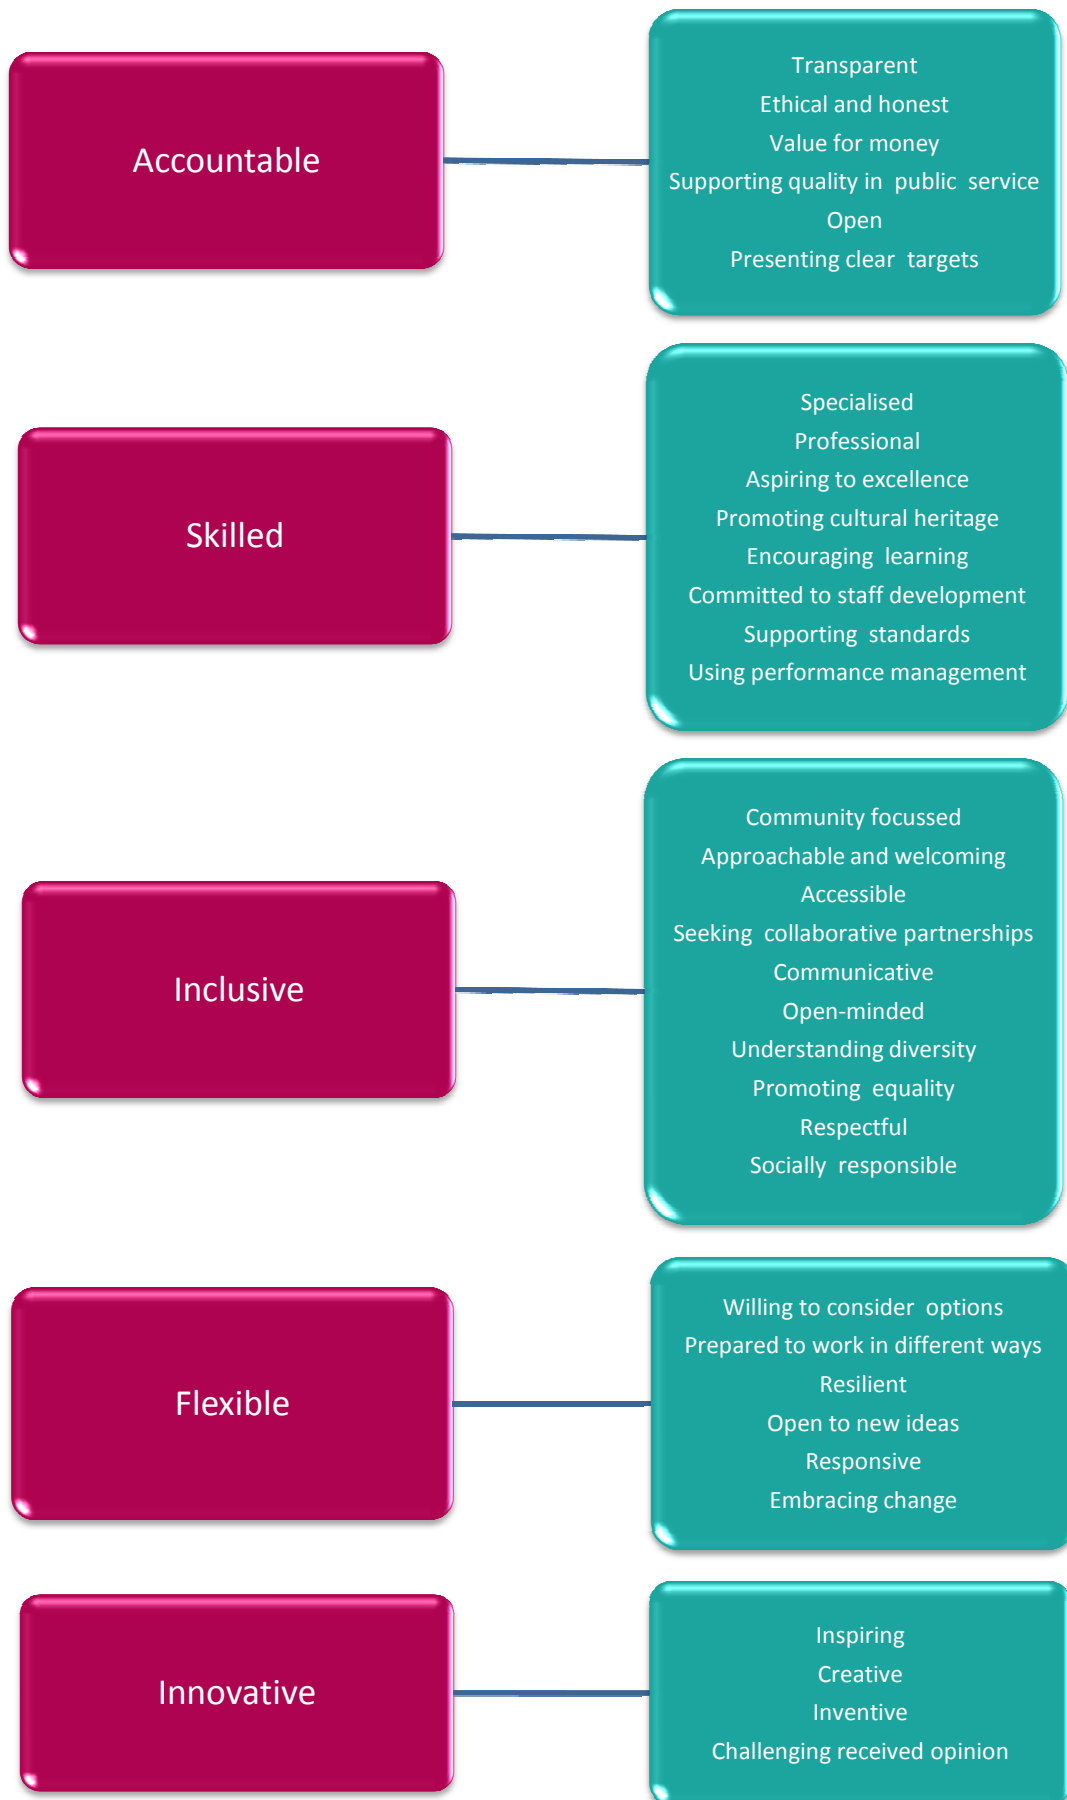 Accountable
Transparent
Ethical and honest
Value for money
Supporting quality in public service
Open
Presenting clear targets
Skilled
Specialised
Professional
Aspiring to excellence
Promoting cultural heritage
Encouraging learning
Committed to staff development
Supporting standards
Using performance management
Inclusive
Community focussed
Approachable and welcoming
Accessible
Seeking collaborative partnerships
Communicative
Open-minded
Understanding diversity
Promoting equality
Respectful
Socially responsible
Flexible
Willing to consider options
Prepared to work in different ways
Resilient
Open to new ideas
Responsive
Embracing change
Innovative
Inspiring
Creative
Inventive
Challenging received opinion